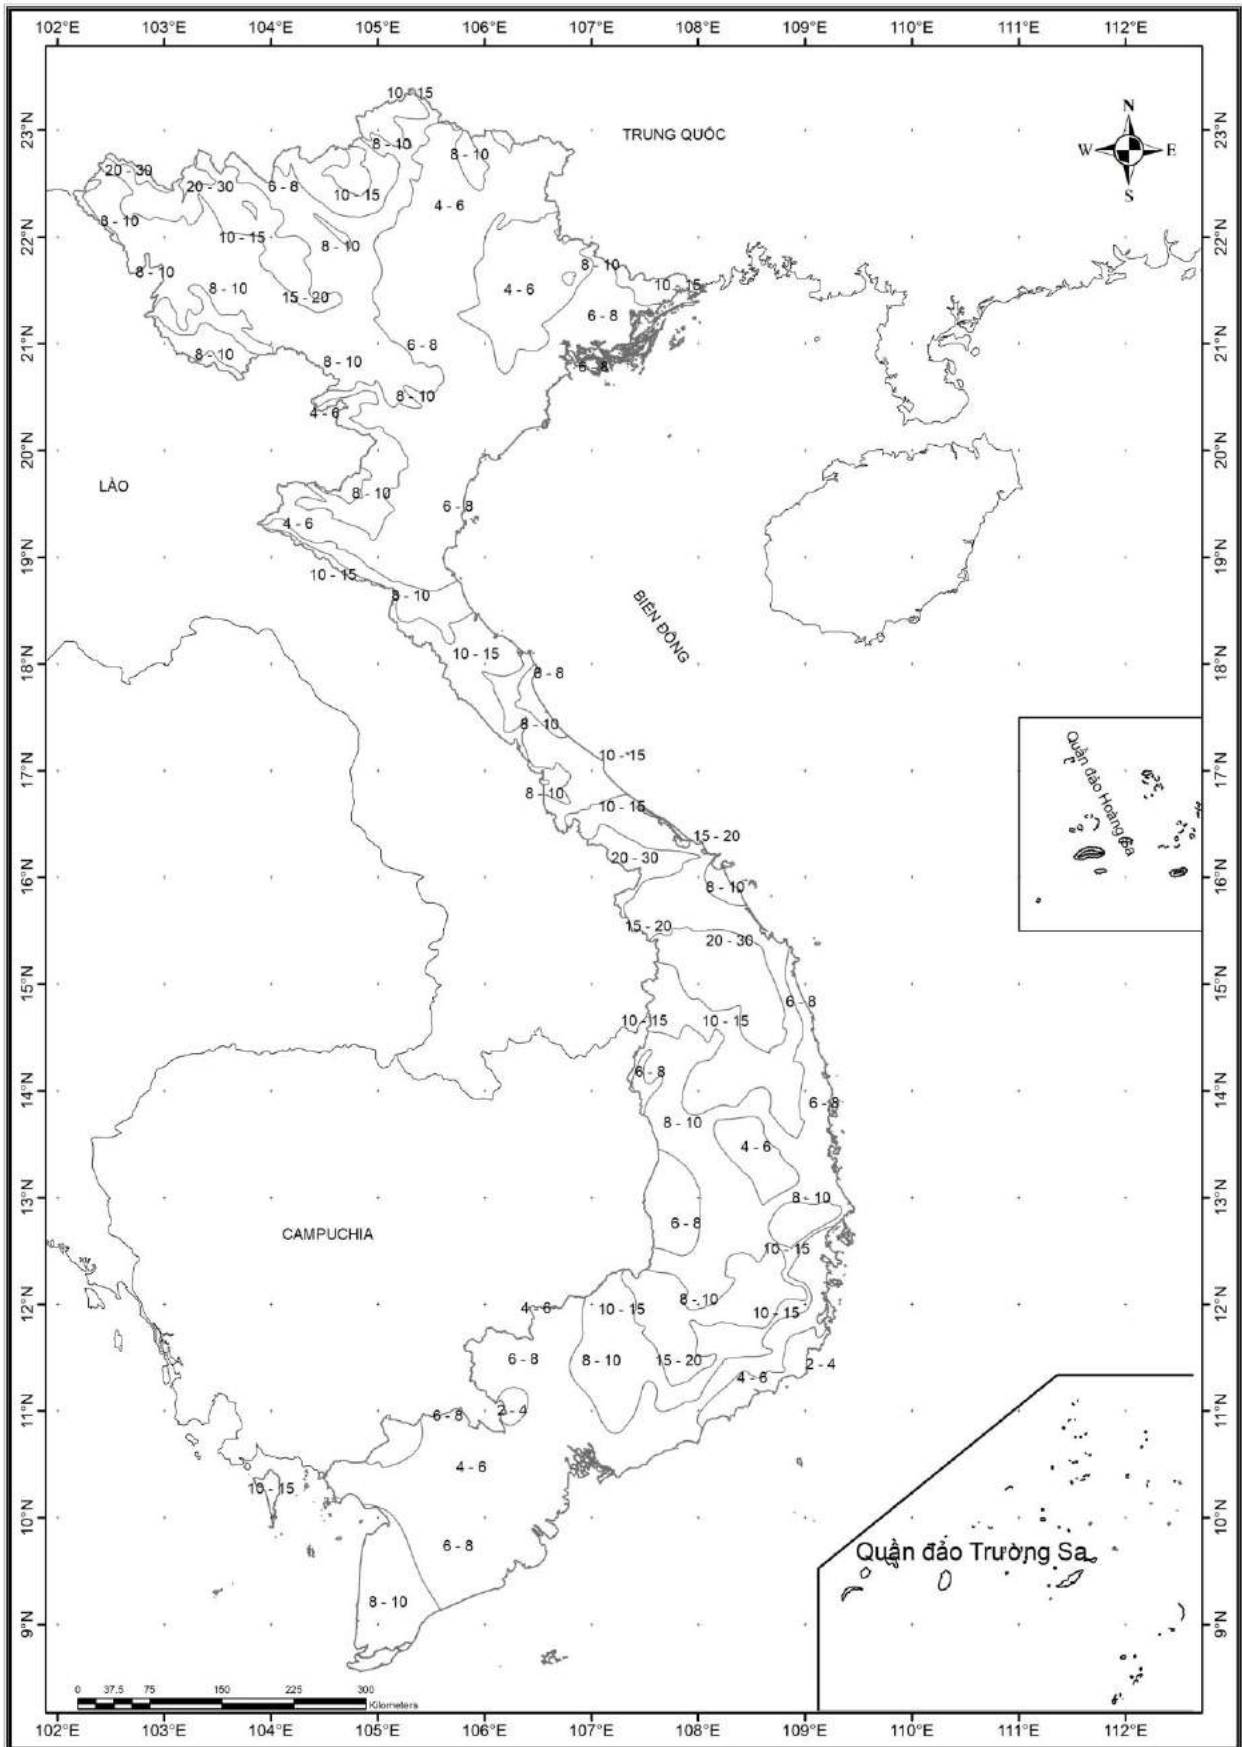 102°E 103°E 104°E 105°E 106°E 107°E 108°E 109°E 110°E 111°E 112°E
10 - 15
N
23°N
TRUNG QUỐC
23°N
8 - 10
8 - 10
W
E
20 - 30
20 - 30
6 - 8
10 - 15
S
4 - 6
8 - 10
22°N
10 - 15
8 - 10
22°N
8 - 10
8 - 10
8 - 10
10 - 15
4 - 6
15 - 20
6 - 8
21°N
6 - 8
21°N
8 - 10
8 - 10
6 - 8
8 - 10
4 - 6
20°N
20°N
LÀO
8 - 10
6 - 8
4 - 6
19°N
19°N
10 - 15
8 - 10
BIỂN ĐÔNG
10 - 15
18°N
18°N
6 - 8
8 - 10
Quần đảo Hoàng Sa
10 - 15
17°N
17°N
8 - 10
10 - 15
15 - 20
20 - 30
16°N
8 - 10
16°N
15 - 20
20 - 30
15°N
6 - 8
15°N
10 - 15
10 - 15
6 - 8
14°N
6 - 8
14°N
8 - 10
4 - 6
13°N
8 - 10
13°N
6 - 8
CAMPUCHIA
10 - 15
8 - 10
12°N
4 - 6
10 - 15
10 - 15
12°N
6 - 8
8 - 10
15 - 20
2 - 4
4 - 6
11°N
6 - 8
2 - 4
11°N
4 - 6
10 - 15
10°N
10°N
6 - 8
Quần đảo Trường Sa
8 - 10
9°N
9°N
0 37.5 75 150 225 300
Kilometers
102°E 103°E 104°E 105°E 106°E 107°E 108°E 109°E 110°E 111°E 112°E